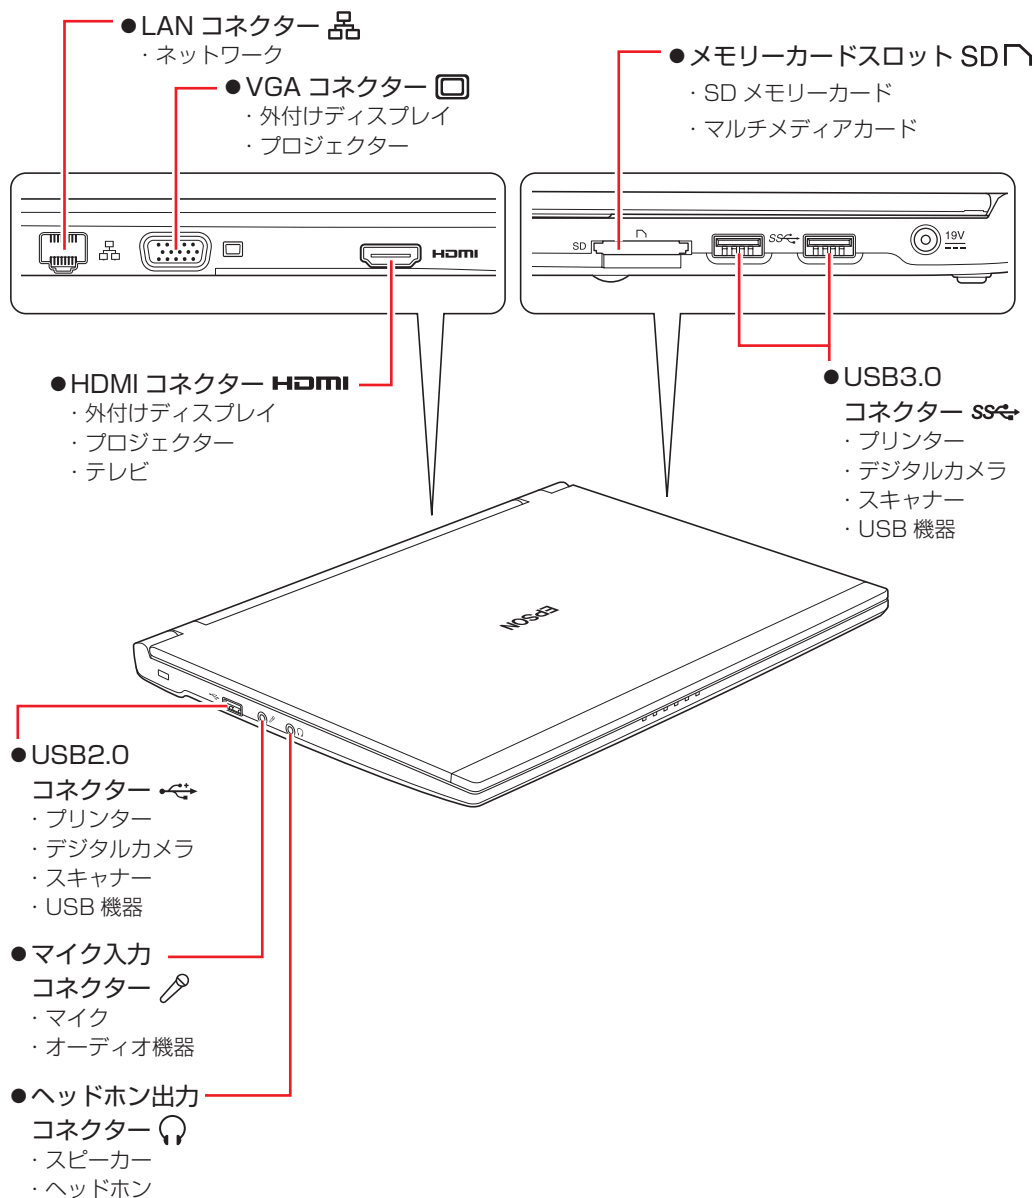 ●LAN コネクター
・ネットワーク
●VGA コネクター
・外付けディスプレイ
・プロジェクター
●メモリーカードスロット SD
・SD メモリーカード
・マルチメディアカード
HDMI
SD
SS
19V
●HDMI コネクター HDMI
・外付けディスプレイ
・プロジェクター
・テレビ
●USB3.0
コネクター SS
・プリンター
・デジタルカメラ
・スキャナー
・USB 機器
EPSON
●USB2.0
コネクター
・プリンター
・デジタルカメラ
・スキャナー
・USB 機器
●マイク入力
コネクター
・マイク
・オーディオ機器
●ヘッドホン出力
コネクター
・スピーカー
・ヘッドホン